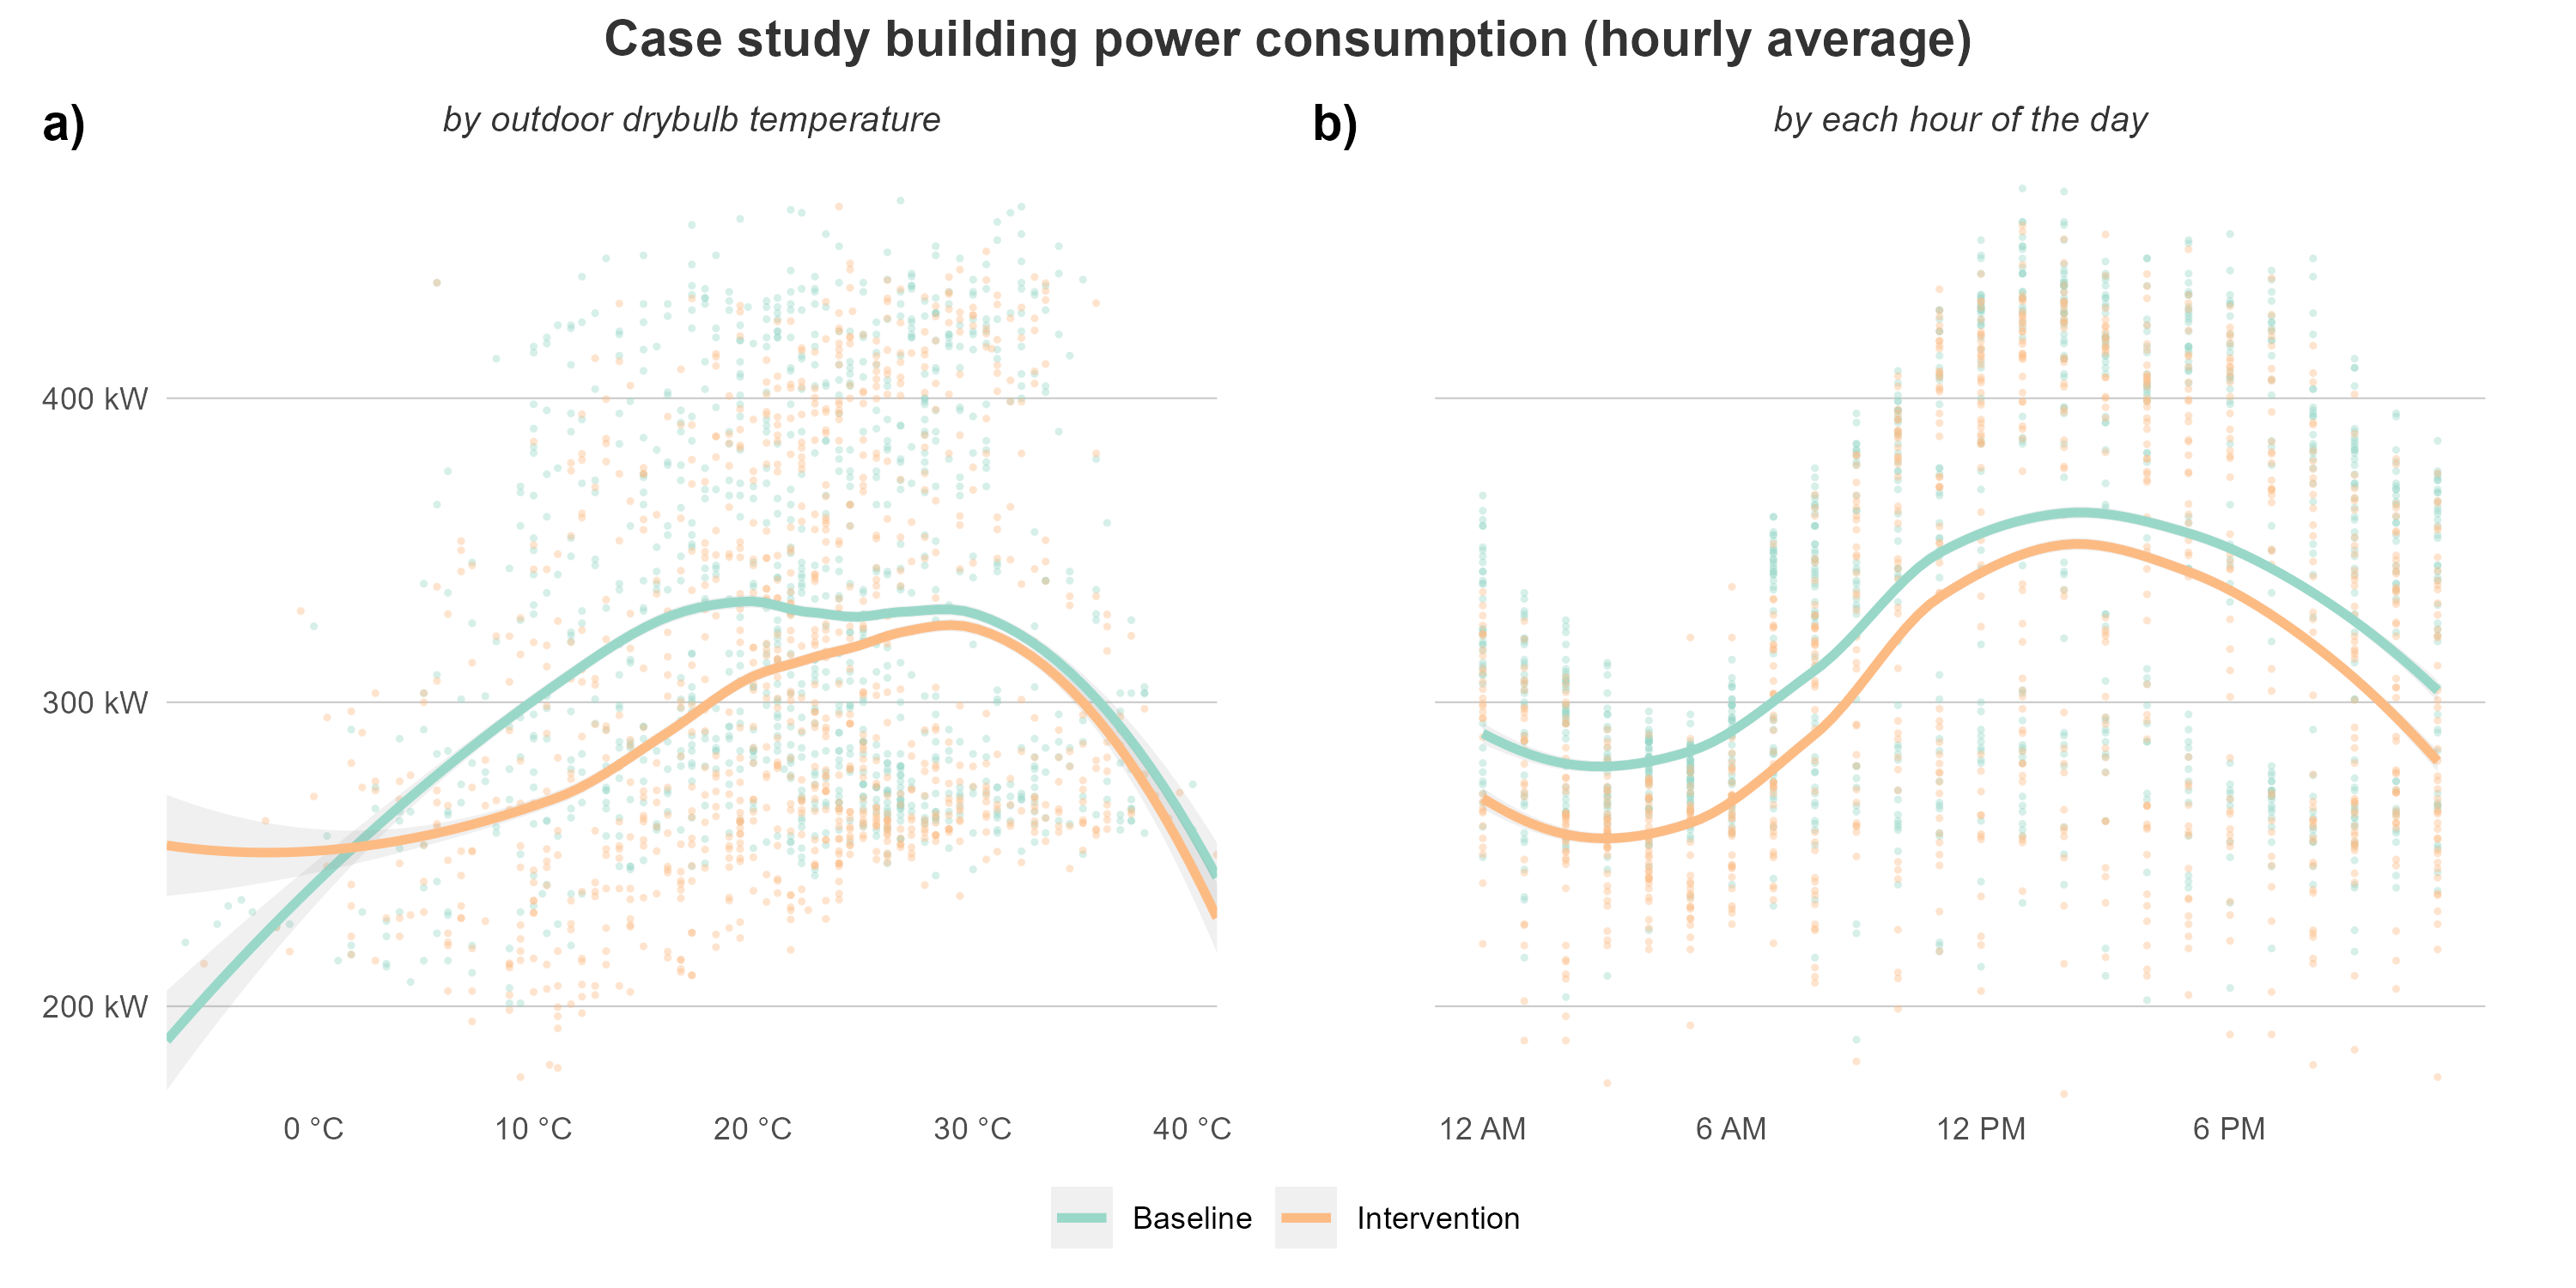 Case study building power consumption (hourly average)
a)
by outdoor drybulb temperature
b)
by each hour of the day
400 kW
300 kW
200 kW
0 °C 10 °C 20 °C 30 °C 40 °C
12 AM 6 AM 12 PM 6 PM
Baseline Intervention